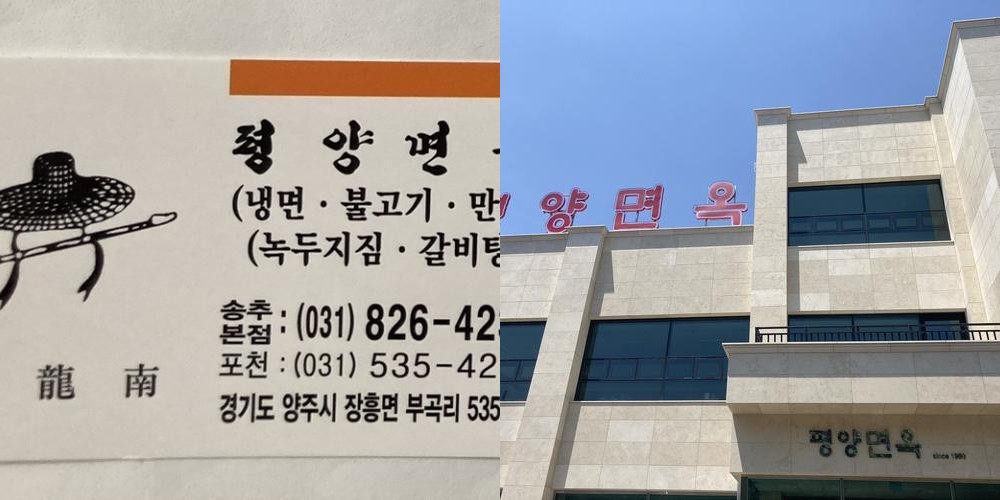 평양면
(냉면 · 불고기 · 만
(녹두지짐 · 갈비탕
송추
본점 : (031) 826-42
포천 : (031) 535-42
경기도 양주시 장흥면 부곡리 535
龍南
양면옥
평양면옥 since 1980